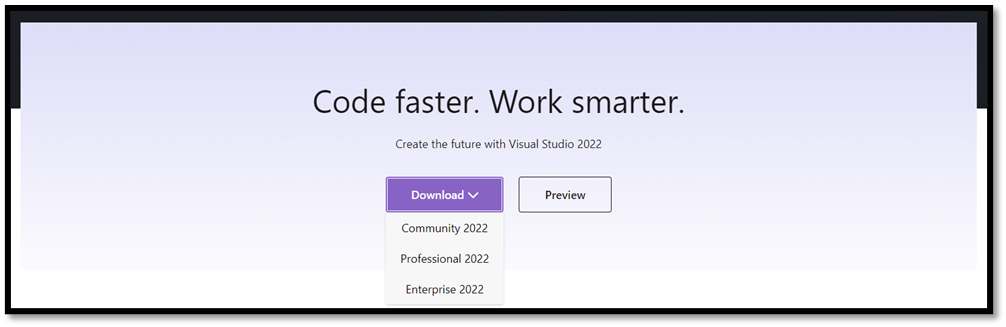 Code faster. Work smarter.
Create the future with Visual Studio 2022
Download Preview
Community 2022
Professional 2022
Enterprise 2022